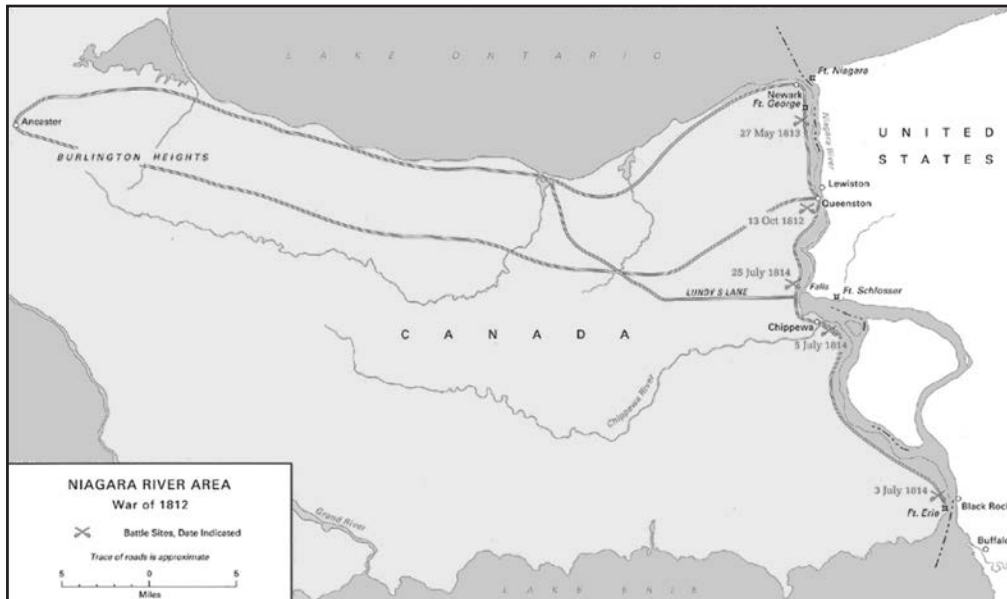 LAKE ONTARIO
Ft. Niagara
Newark
Ft. George
27 May 1813
Niagara River
UNITED
STATES
Ancaster
BURLINGTON HEIGHTS
Lewiston
Queenston
13 Oct 1812
25 July 1814
Falls
Ft. Schlosser
LUNDY S LANE
CANADA
Chippewa
5 July 1814
Chippewa River
3 July 1814
Ft. Erie
Black Rock
Buffalo
Grand River
LAKE ERIE
NIAGARA RIVER AREA
War of 1812
Battle Sites, Date Indicated
Trace of roads is approximate
5 0 5
Miles